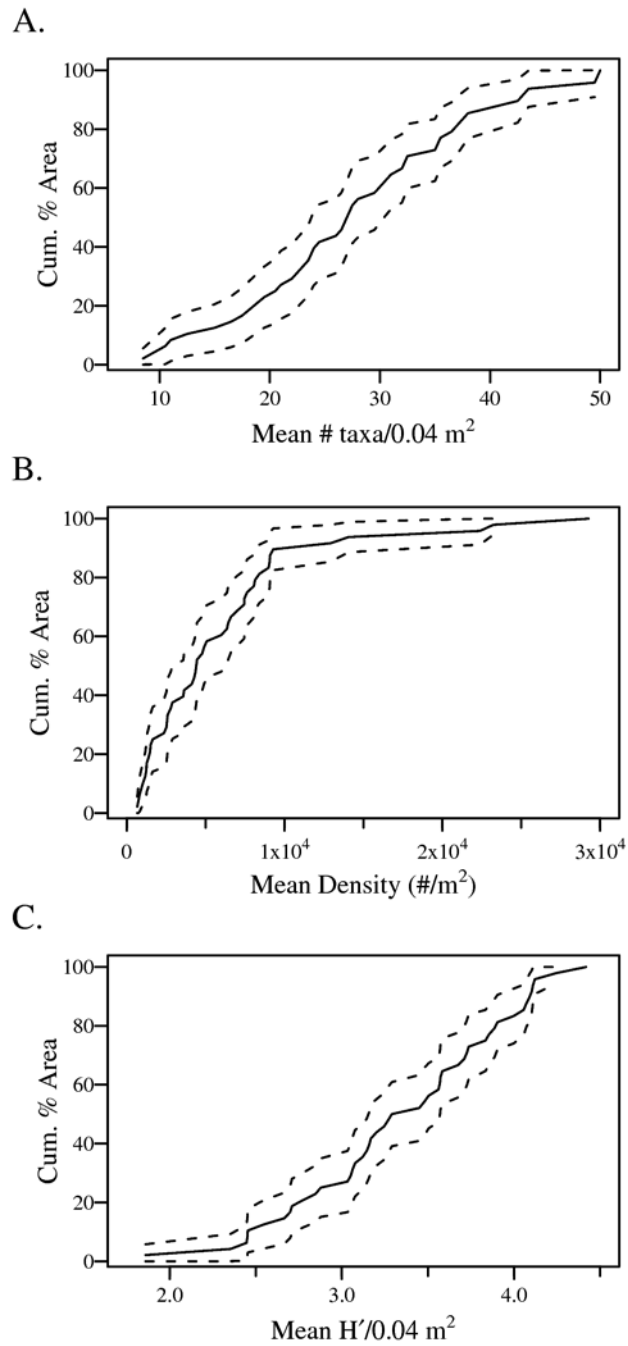 A.
100
80
60
40
20
0
Cum. % Area
10 20 30 40 50
Mean # taxa/0.04 m²
B.
100
80
60
40
20
0
Cum. % Area
0 1x10⁴ 2x10⁴ 3x10⁴
Mean Density (#/m²)
C.
100
80
60
40
20
0
Cum. % Area
2.0 3.0 4.0
Mean H′/0.04 m²